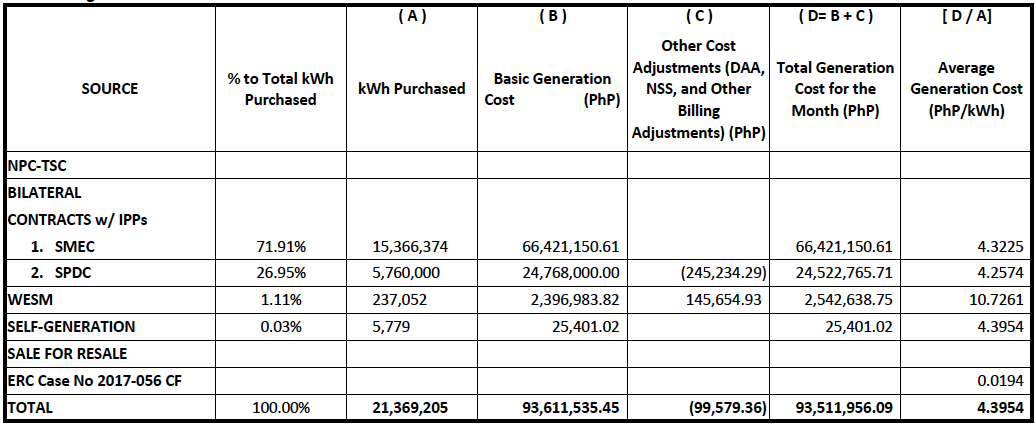 ( A ) ( B ) ( C ) ( D= B + C ) [ D / A]
SOURCE % to Total kWh Purchased kWh Purchased Basic Generation Cost (PhP) Other Cost Adjustments (DAA, NSS, and Other Billing Adjustments) (PhP) Total Generation Cost for the Month (PhP) Average Generation Cost (PhP/kWh)
NPC-TSC
BILATERAL
CONTRACTS w/ IPPs
1. SMEC 71.91% 15,366,374 66,421,150.61 66,421,150.61 4.3225
2. SPDC 26.95% 5,760,000 24,768,000.00 (245,234.29) 24,522,765.71 4.2574
WESM 1.11% 237,052 2,396,983.82 145,654.93 2,542,638.75 10.7261
SELF-GENERATION 0.03% 5,779 25,401.02 25,401.02 4.3954
SALE FOR RESALE
ERC Case No 2017-056 CF 0.0194
TOTAL 100.00% 21,369,205 93,611,535.45 (99,579.36) 93,511,956.09 4.3954